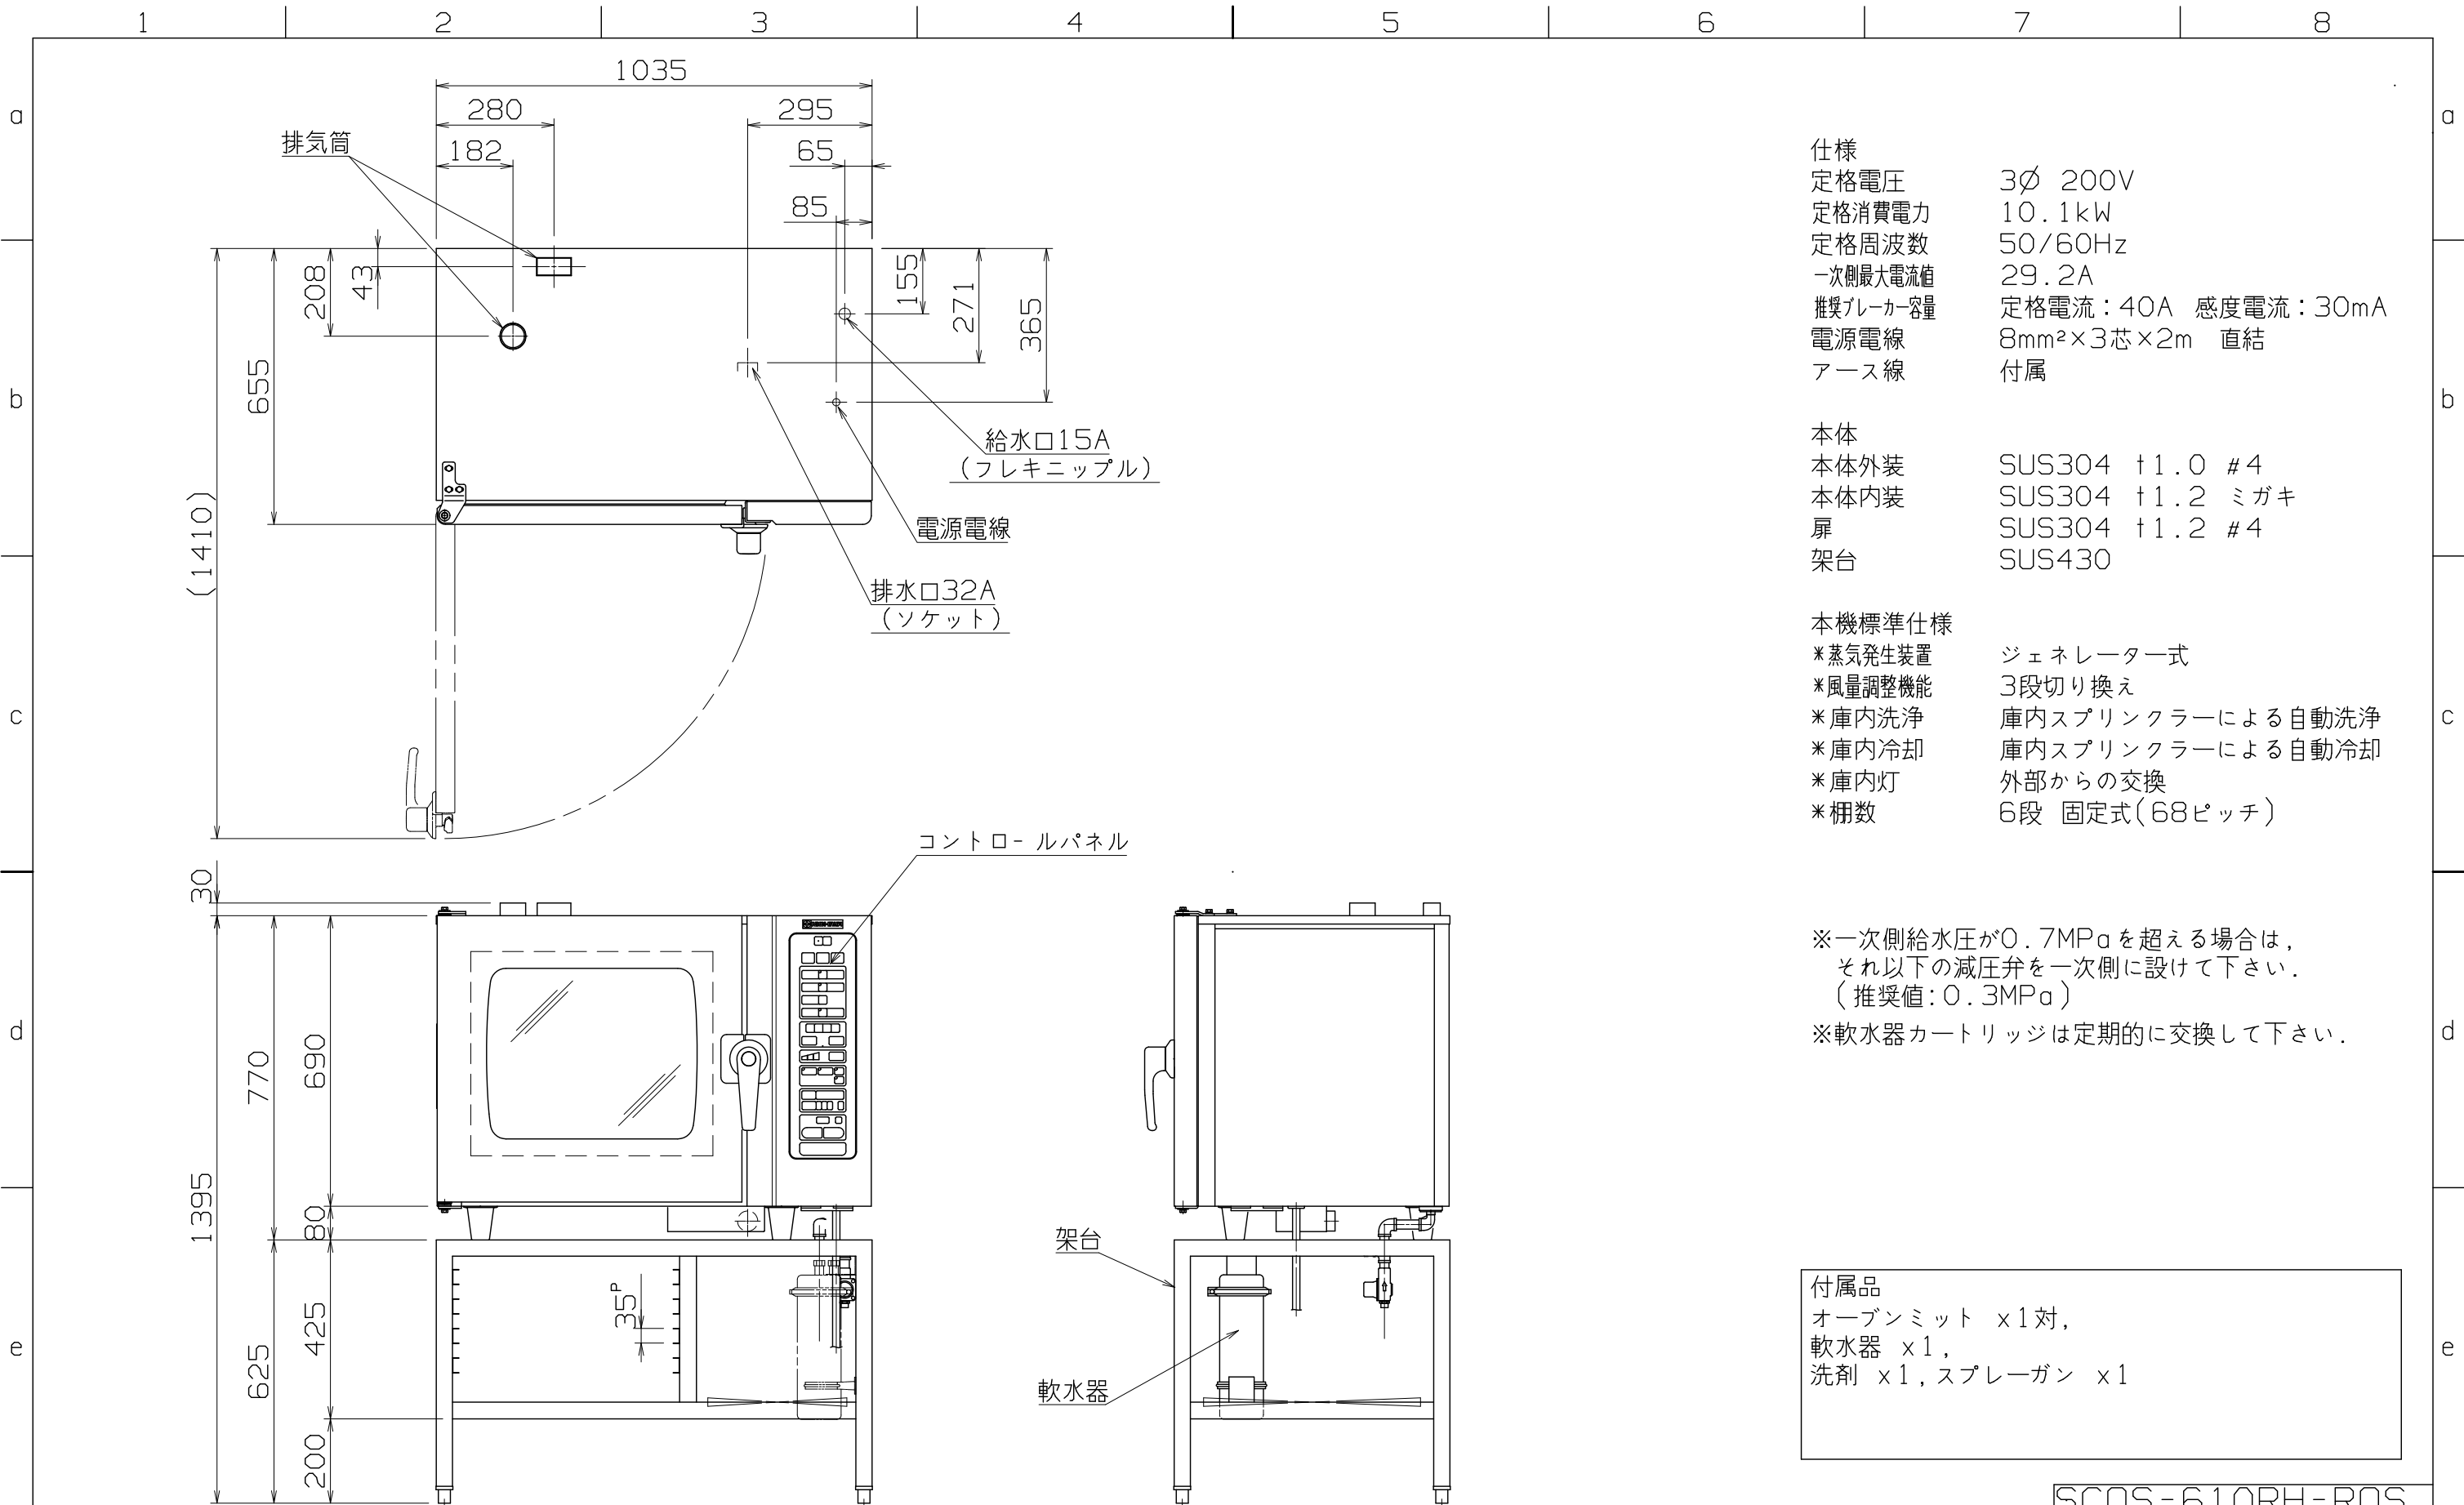 1 2 3 4 5 6 7 8
a
b
c
d
e
a
b
c
d
e
1035
280
295
排気筒
182
65
85
208
43
155
271
365
655
(1410)
給水口15A
(フレキニップル)
電源電線
排水口32A
(ソケット)
コントロールパネル
30
690
770
1395
80
35P
425
625
200
架台
軟水器
仕様
定格電圧 3Ø 200V
定格消費電力 10.1kW
定格周波数 50/60Hz
一次側最大電流値 29.2A
推奨ブレーカー容量 定格電流:40A 感度電流:30mA
電源電線 8mm²×3芯×2m 直結
アース線 付属
本体
本体外装 SUS304 t1.0 #4
本体内装 SUS304 t1.2 ミガキ
扉 SUS304 t1.2 #4
架台 SUS430
本機標準仕様
*蒸気発生装置 ジェネレーター式
*風量調整機能 3段切り換え
*庫内洗浄 庫内スプリンクラーによる自動洗浄
*庫内冷却 庫内スプリンクラーによる自動冷却
*庫内灯 外部からの交換
*棚数 6段 固定式(68ピッチ)
※一次側給水圧が0.7MPaを超える場合は,
それ以下の減圧弁を一次側に設けて下さい.
(推奨値:0.3MPa)
※軟水器カートリッジは定期的に交換して下さい.
付属品
オーブンミット x1対,
軟水器 x1,
洗剤 x1,スプレーガン x1
SCOS-610RH-ROS